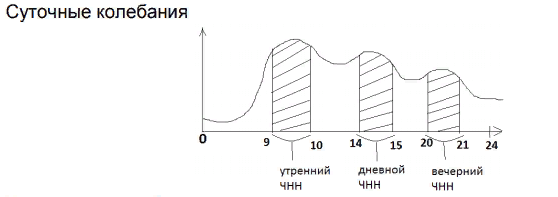 Суточные колебания
0 9 10 14 15 20 21 24
утренний дневной вечерний
ЧНН ЧНН ЧНН